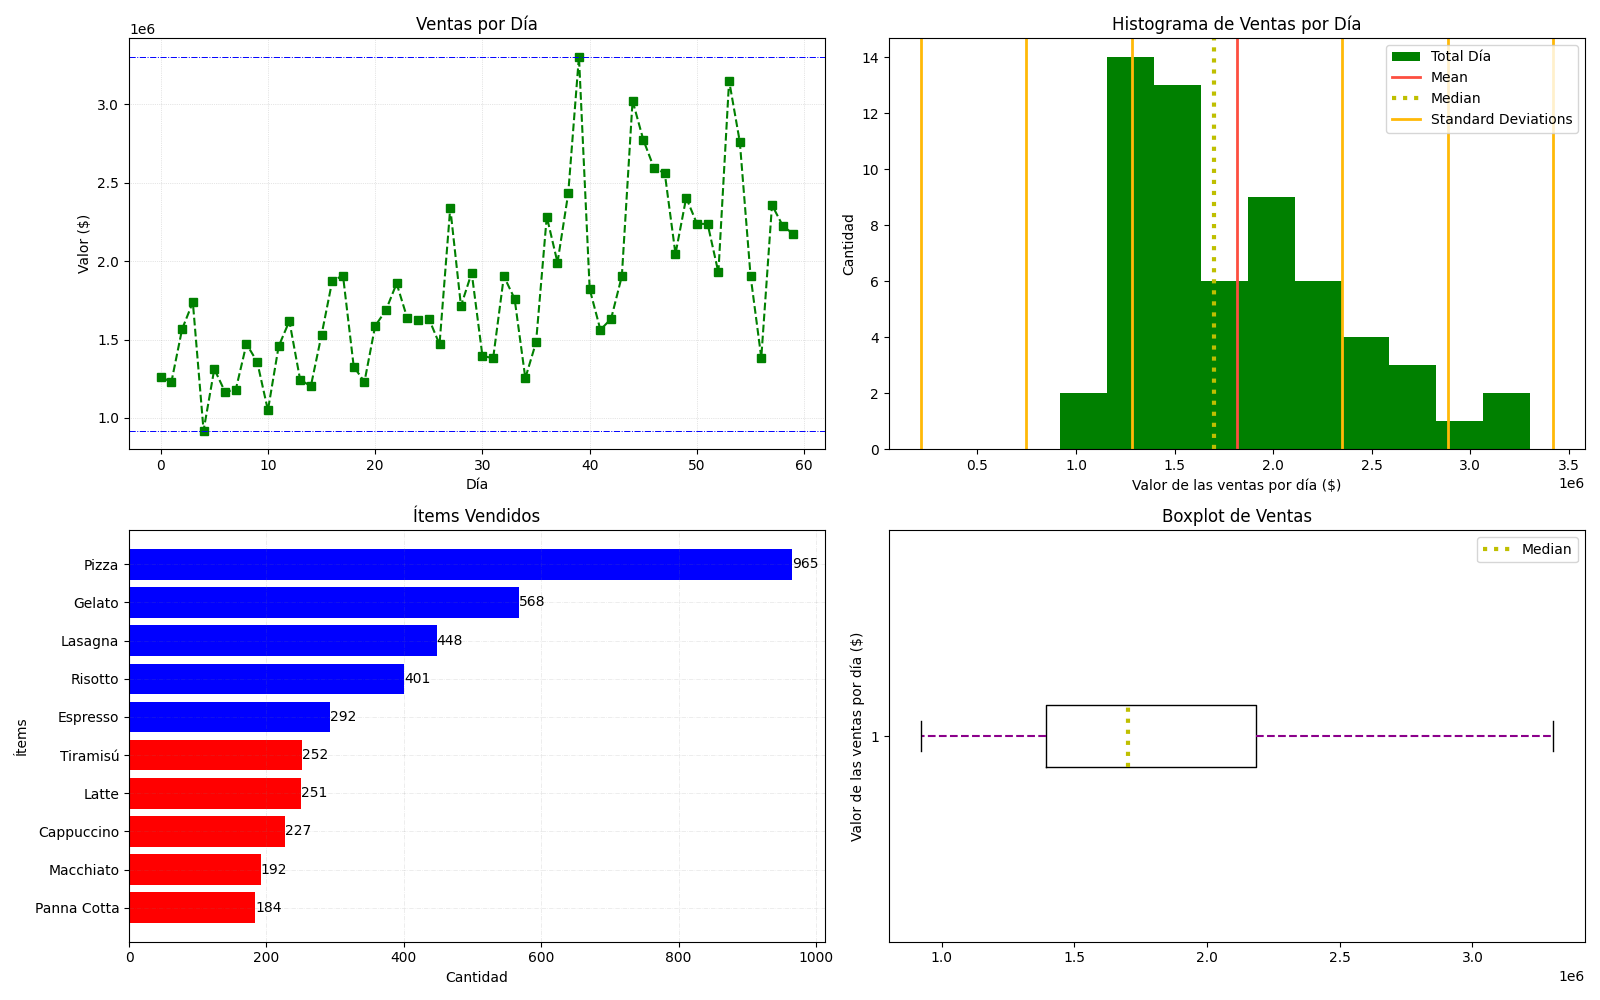 Ventas por Día
1e6
3.0
2.5
2.0
1.5
1.0
Valor ($)
0 10 20 30 40 50 60
Día
Histograma de Ventas por Día
14
12
10
8
6
4
2
0
Cantidad
Total Día
Mean
Median
Standard Deviations
0.5 1.0 1.5 2.0 2.5 3.0 3.5
1e6
Valor de las ventas por día ($)
Ítems Vendidos
Ítems
Pizza 965
Gelato 568
Lasagna 448
Risotto 401
Espresso 292
Tiramisú 252
Latte 251
Cappuccino 227
Macchiato 192
Panna Cotta 184
0 200 400 600 800 1000
Cantidad
Boxplot de Ventas
Median
Valor de las ventas por día ($)
1
1.0 1.5 2.0 2.5 3.0
1e6